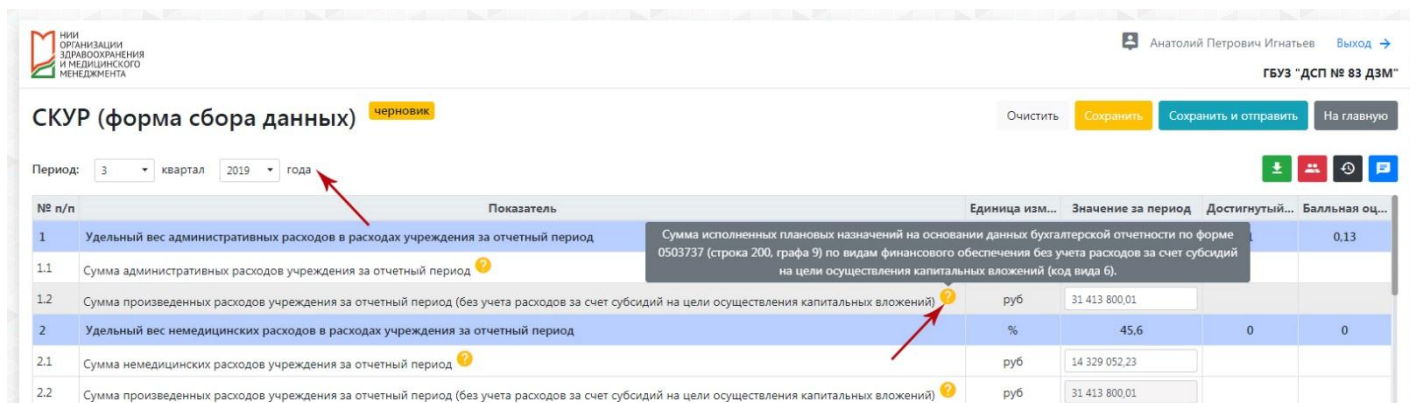 НИИ
ОРГАНИЗАЦИИ
ЗДРАВООХРАНЕНИЯ
И МЕДИЦИНСКОГО
МЕНЕДЖМЕНТА
Анатолий Петрович Игнатьев Выход →
ГБУЗ "ДСП № 83 ДЗМ"
СКУР (форма сбора данных) черновик
Очистить Сохранить Сохранить и отправить На главную
Период: 3 квартал 2019 года
№ п/п Показатель Единица изм... Значение за период Достигнутый... Балльная оц...
1 Удельный вес административных расходов в расходах учреждения за отчетный период 0,13
Сумма исполненных плановых назначений на основании данных бухгалтерской отчетности по форме
0503737 (строка 200, графа 9) по видам финансового обеспечения без учета расходов за счет субсидий
на цели осуществления капитальных вложений (код вида 6).
1.1 Сумма административных расходов учреждения за отчетный период ?
1.2 Сумма произведенных расходов учреждения за отчетный период (без учета расходов за счет субсидий на цели осуществления капитальных вложений) ? руб 31 413 800,01
2 Удельный вес немедицинских расходов в расходах учреждения за отчетный период % 45,6 0 0
2.1 Сумма немедицинских расходов учреждения за отчетный период ? руб 14 329 052,23
2.2 Сумма произведенных расходов учреждения за отчетный период (без учета расходов за счет субсидий на цели осуществления капитальных вложений) ? руб 31 413 800,01